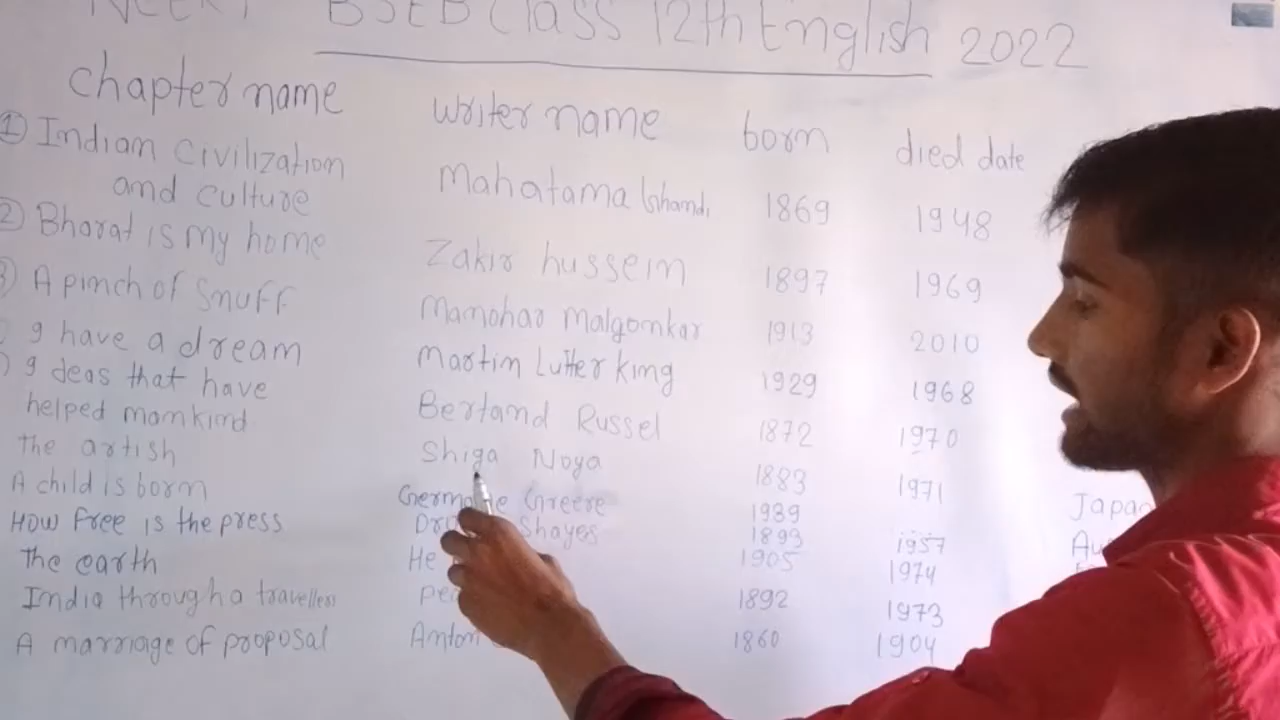 BSEB Class 12th English 2022
chapter name writer name born died date
① Indian Civilization
and culture Mahatama Ghandi 1869 1948
② Bharat is my home Zakir hussein 1897 1969
③ A pinch of Snuff Manohar Malgonkar 1913 2010
I have a dream Martin Lutter king 1929 1968
Ideas that have
helped mankind Bertand Russel 1872 1970
The artish Shiga Noya 1883 1971
A child is born Greere 1939 Japan
How free is the press Shayes 1893 1957
The earth He 1905 1974
India through a travellers 1892 1973
A marriage of proposal Anton 1860 1904